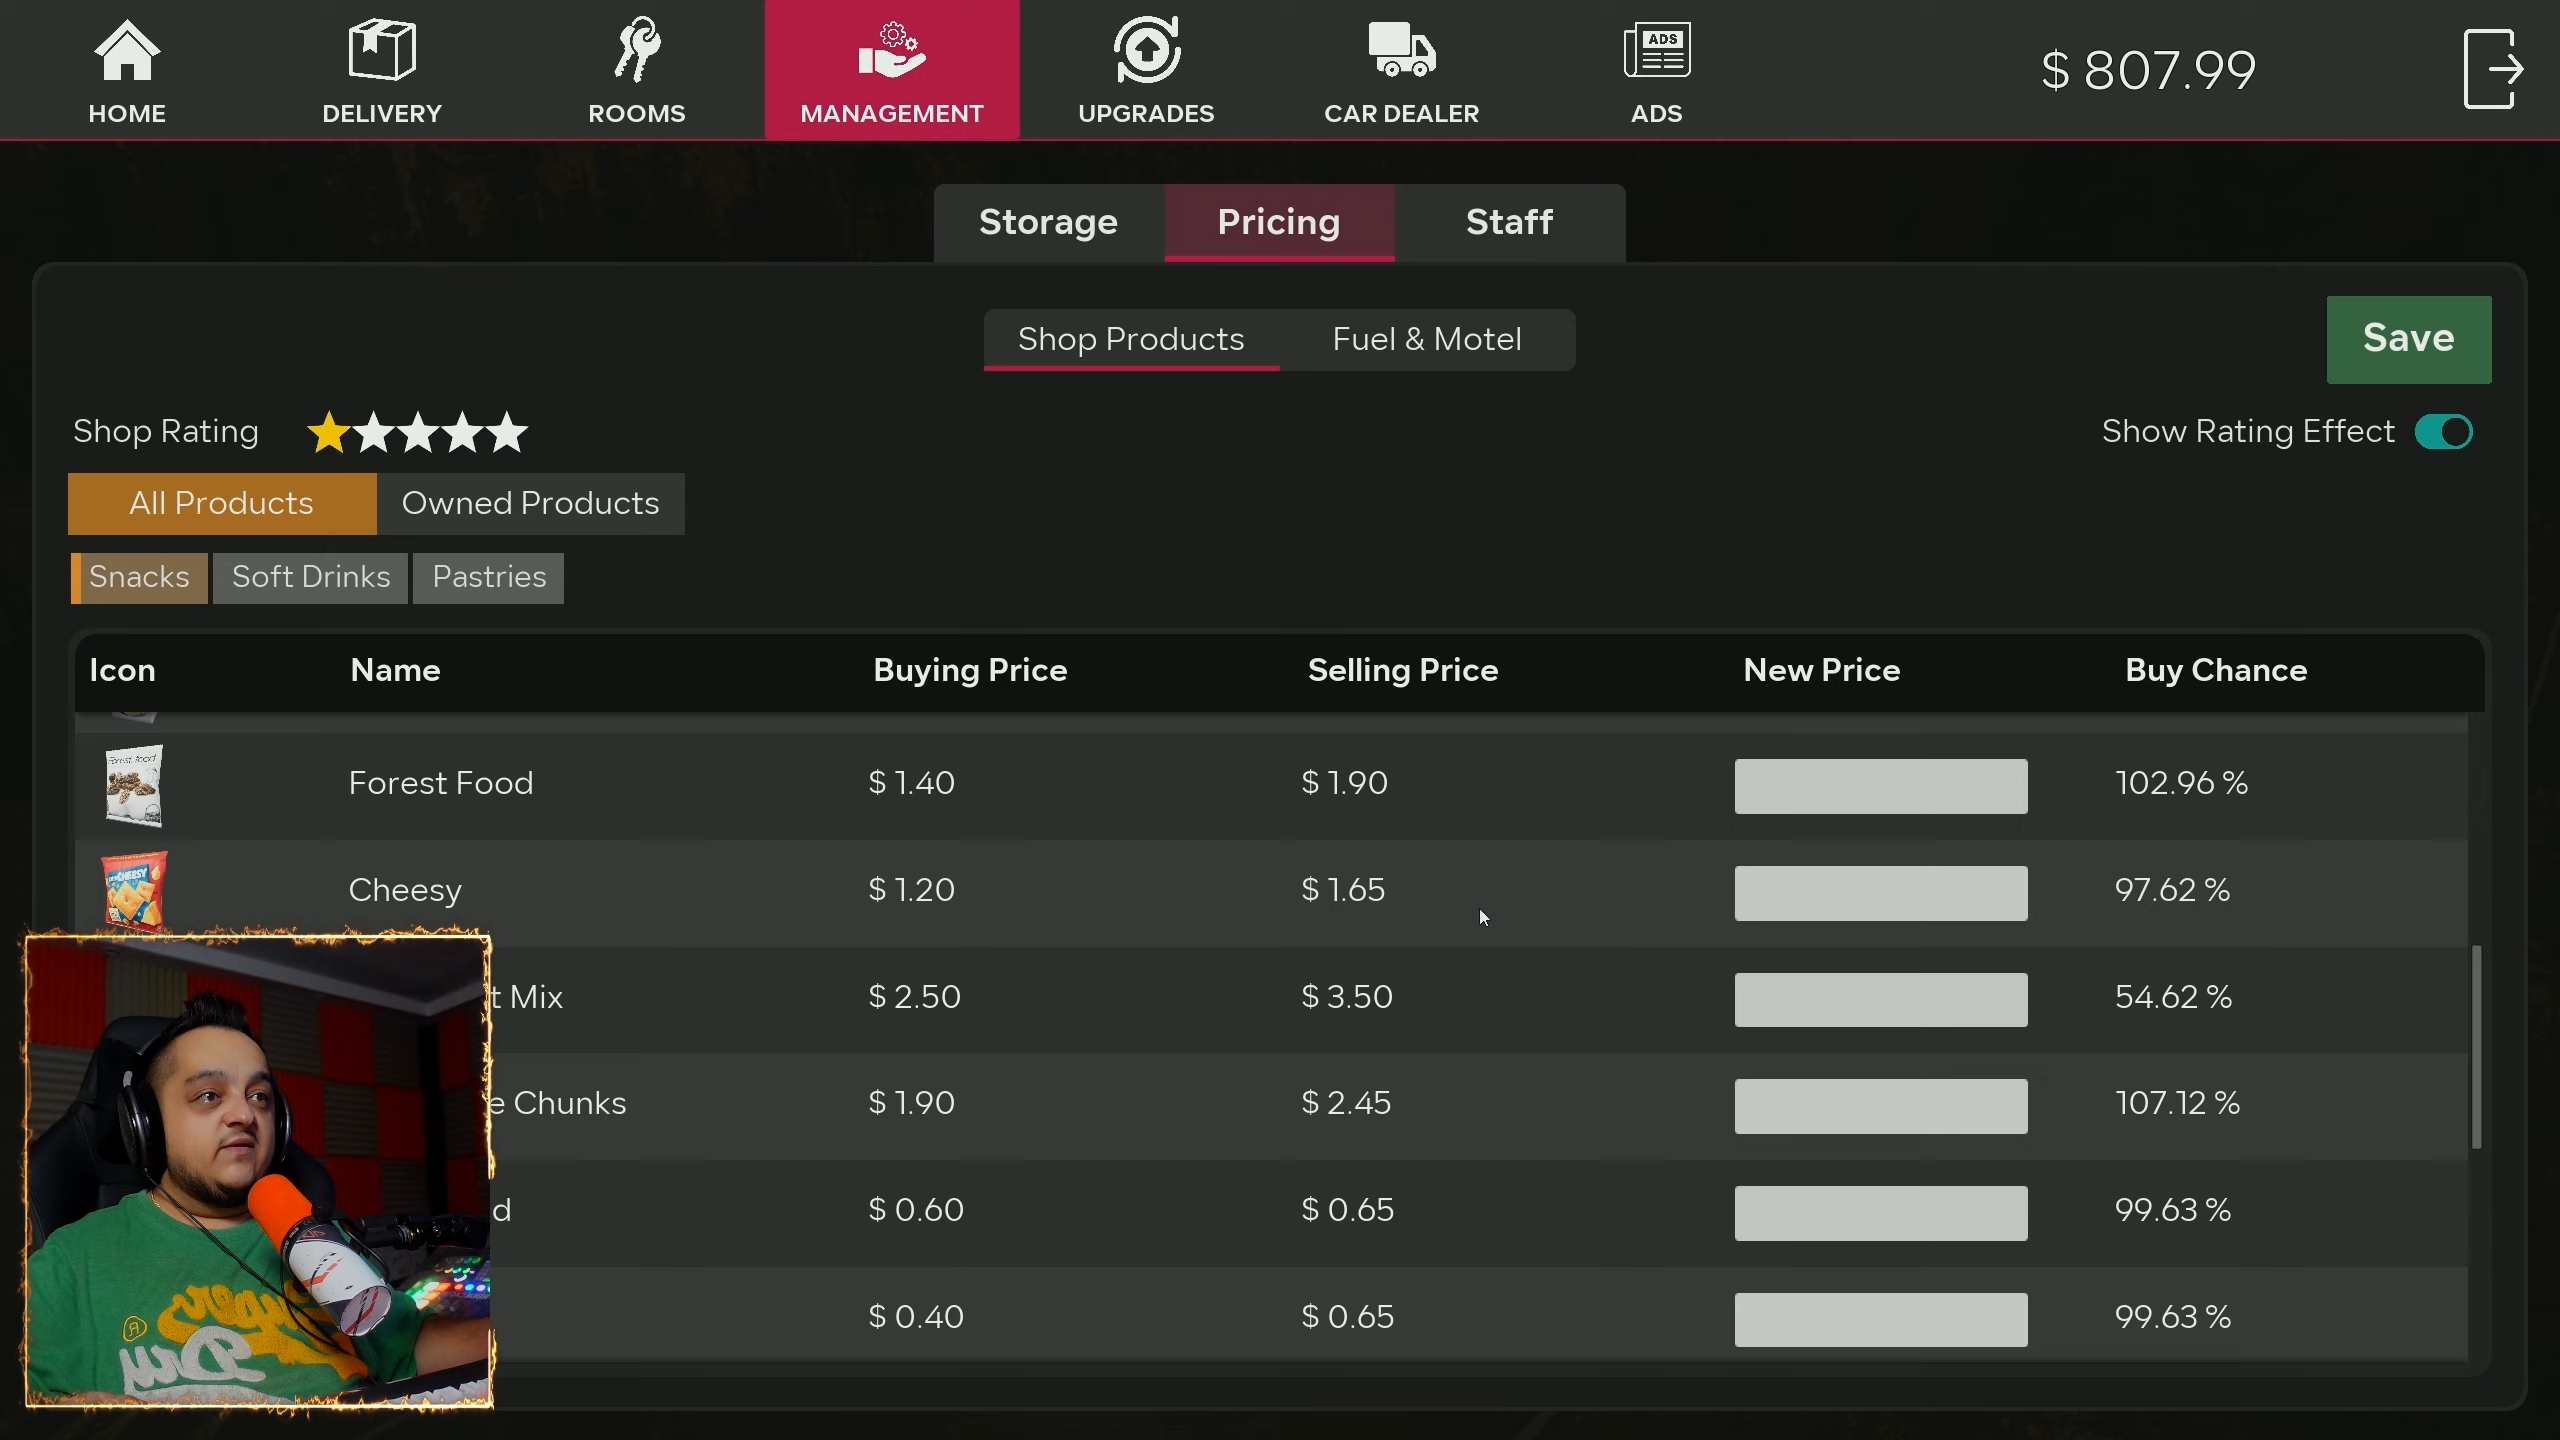 HOME
DELIVERY
ROOMS
MANAGEMENT
UPGRADES
ADS
CAR DEALER
ADS
$ 807.99
Storage
Pricing
Staff
Shop Products
Fuel & Motel
Save
Shop Rating
Show Rating Effect
All Products
Owned Products
Snacks
Soft Drinks
Pastries
Icon
Name
Buying Price
Selling Price
New Price
Buy Chance
Forest Food
Forest Food
$ 1.40
$ 1.90
102.96 %
CHEESY
Cheesy
$ 1.20
$ 1.65
97.62 %
t Mix
$ 2.50
$ 3.50
54.62 %
e Chunks
$ 1.90
$ 2.45
107.12 %
d
$ 0.60
$ 0.65
99.63 %
$ 0.40
$ 0.65
99.63 %